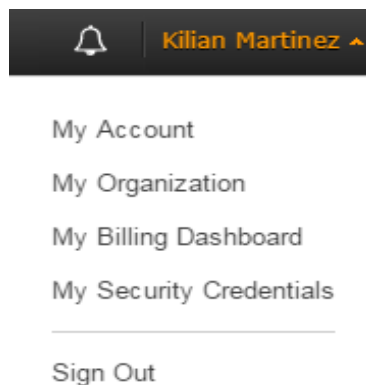 Kilian Martinez
My Account
My Organization
My Billing Dashboard
My Security Credentials
Sign Out